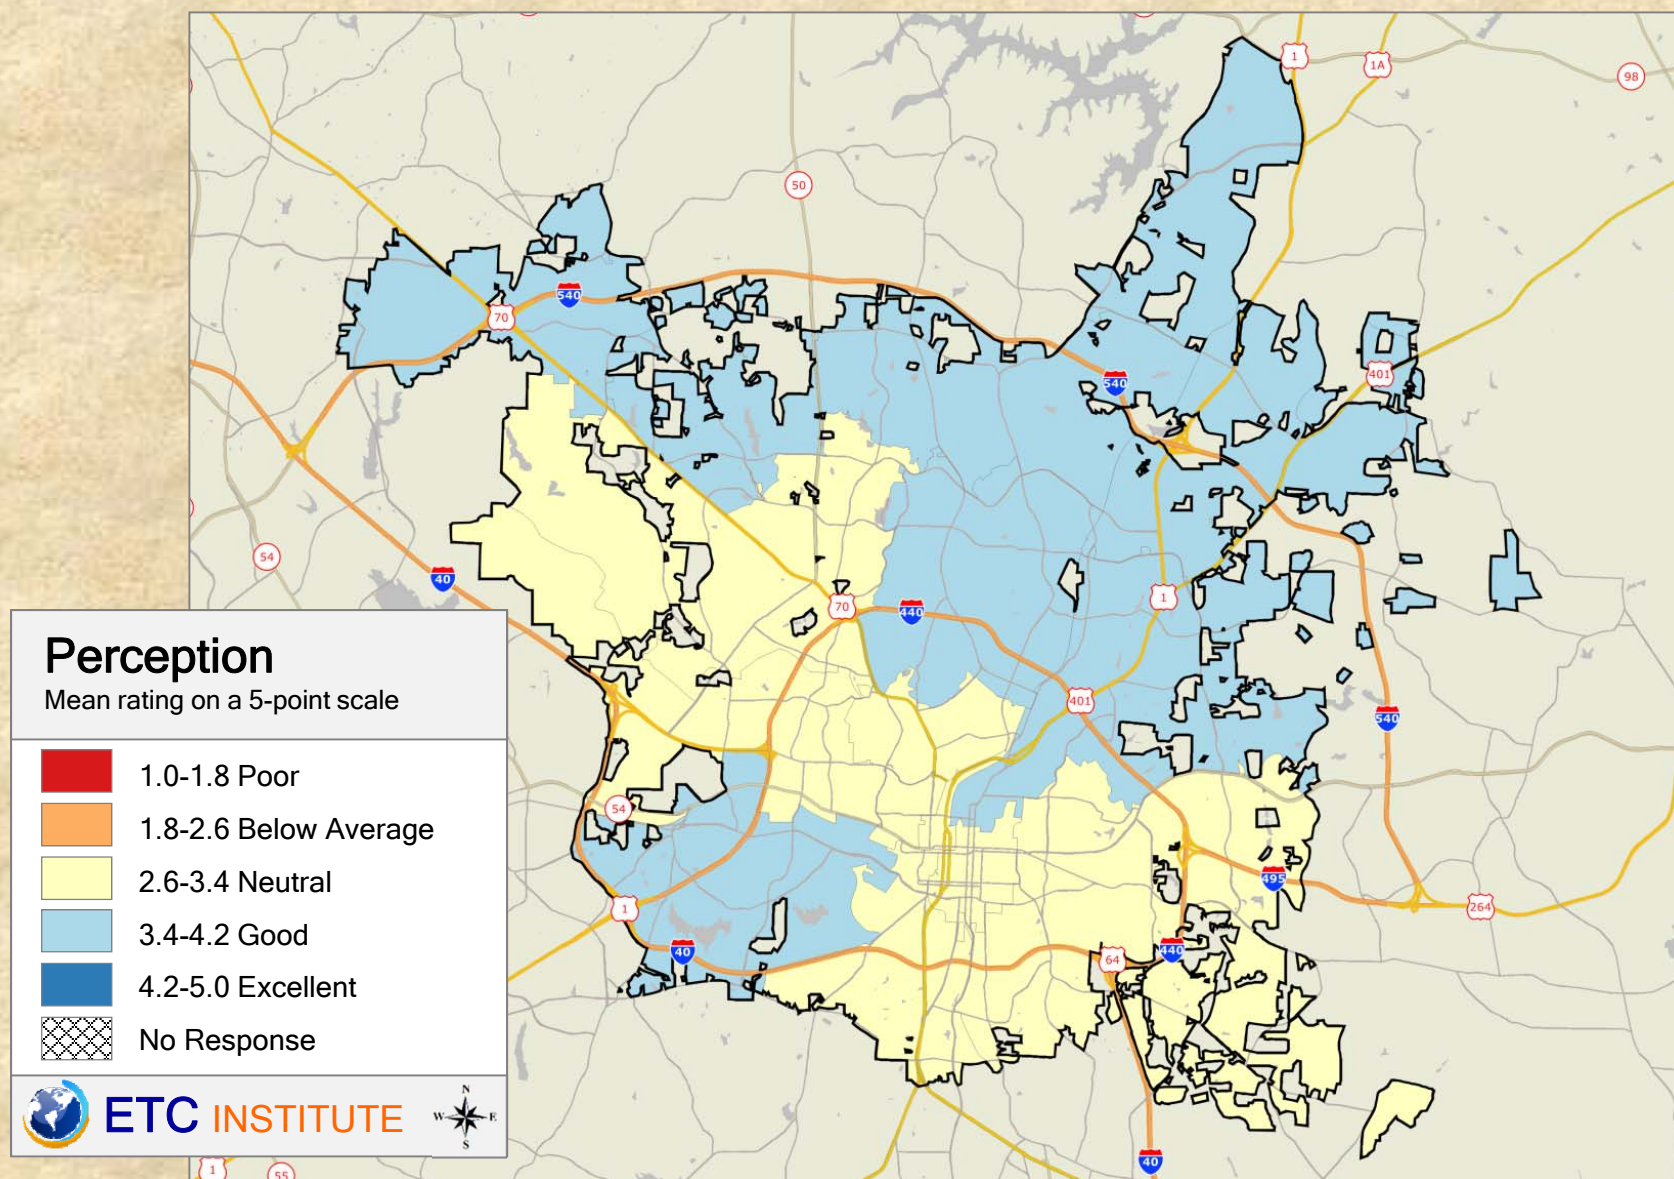 1
1A
98
50
540
70
401
540
54
40
70
440
1
401
540
54
495
264
1
40
440
64
40
1
55
Perception
Mean rating on a 5-point scale
1.0-1.8 Poor
1.8-2.6 Below Average
2.6-3.4 Neutral
3.4-4.2 Good
4.2-5.0 Excellent
No Response
ETC INSTITUTE
N
W E
S